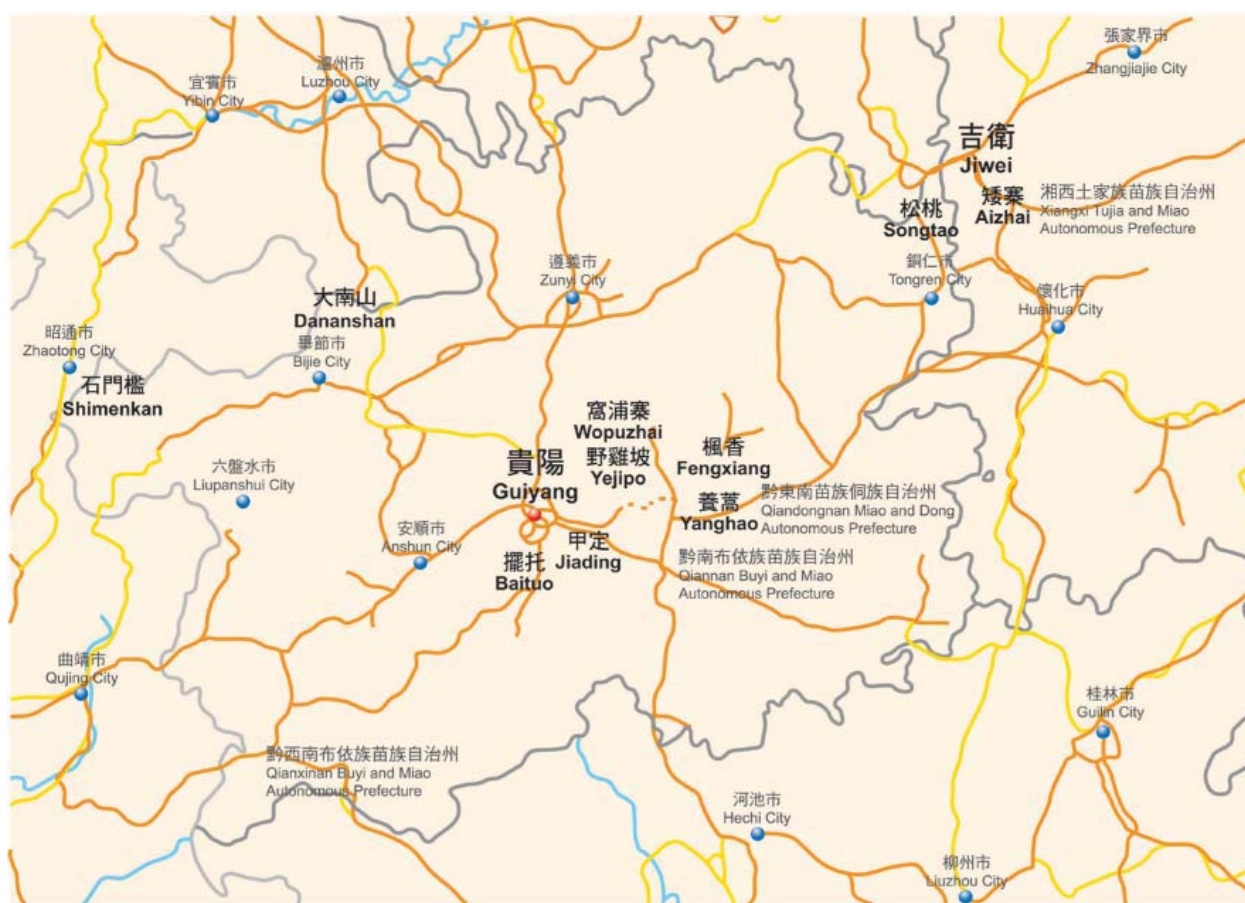 張家界市
Zhangjiajie City
宜賓市
Yibin City
瀘州市
Luzhou City
吉衛
Jiwei
矮寨
Aizhai
湘西土家族苗族自治州
Xiangxi Tujia and Miao
Autonomous Prefecture
松桃
Songtao
遵義市
Zunyi City
銅仁市
Tongren City
懷化市
Huaihua City
大南山
Dananshan
畢節市
Bijie City
昭通市
Zhaotong City
石門檻
Shimenkan
窩浦寨
Wopuzhai
野雞坡
Yejipo
楓香
Fengxiang
貴陽
Guiyang
六盤水市
Liupanshui City
養蒿
Yanghao
黔東南苗族侗族自治州
Qiandongnan Miao and Dong
Autonomous Prefecture
安順市
Anshun City
甲定
Jiading
擺托
Baituo
黔南布依族苗族自治州
Qiannan Buyi and Miao
Autonomous Prefecture
曲靖市
Qujing City
桂林市
Guilin City
黔西南布依族苗族自治州
Qianxinan Buyi and Miao
Autonomous Prefecture
河池市
Hechi City
柳州市
Liuzhou City